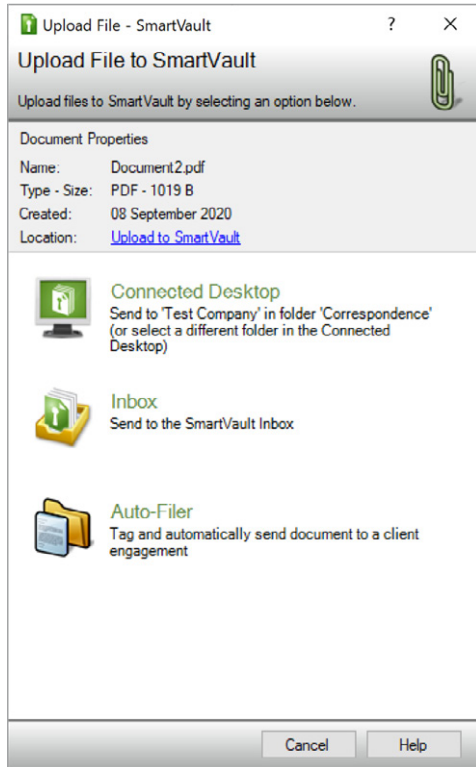 Upload File - SmartVault
?
Upload File to SmartVault
Upload files to SmartVault by selecting an option below.
Document Properties
Name: Document2.pdf
Type - Size: PDF - 1019 B
Created: 08 September 2020
Location: Upload to SmartVault
Connected Desktop
Send to 'Test Company' in folder 'Correspondence'
(or select a different folder in the Connected
Desktop)
Inbox
Send to the SmartVault Inbox
Auto-Filer
Tag and automatically send document to a client
engagement
Cancel Help